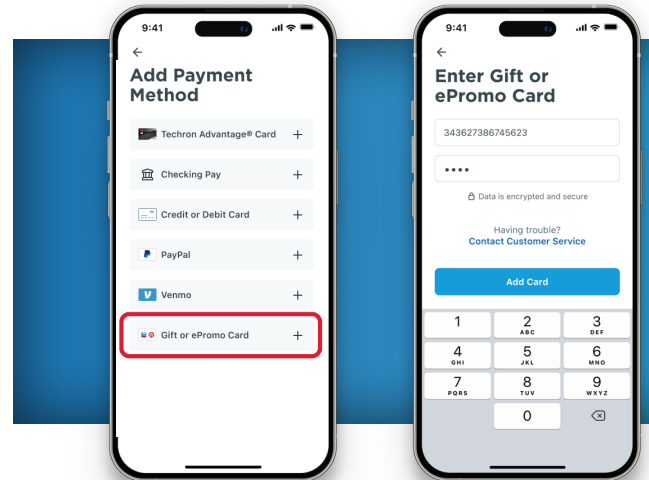 9:41
Add Payment
Method
Techron Advantage® Card
Checking Pay
Credit or Debit Card
PayPal
Venmo
Gift or ePromo Card
9:41
Enter Gift or
ePromo Card
343627386745623
••••
Data is encrypted and secure
Having trouble?
Contact Customer Service
Add Card
1 2 3
ABC DEF
4 5 6
GHI JKL MNO
7 8 9
PQRS TUV WXYZ
0